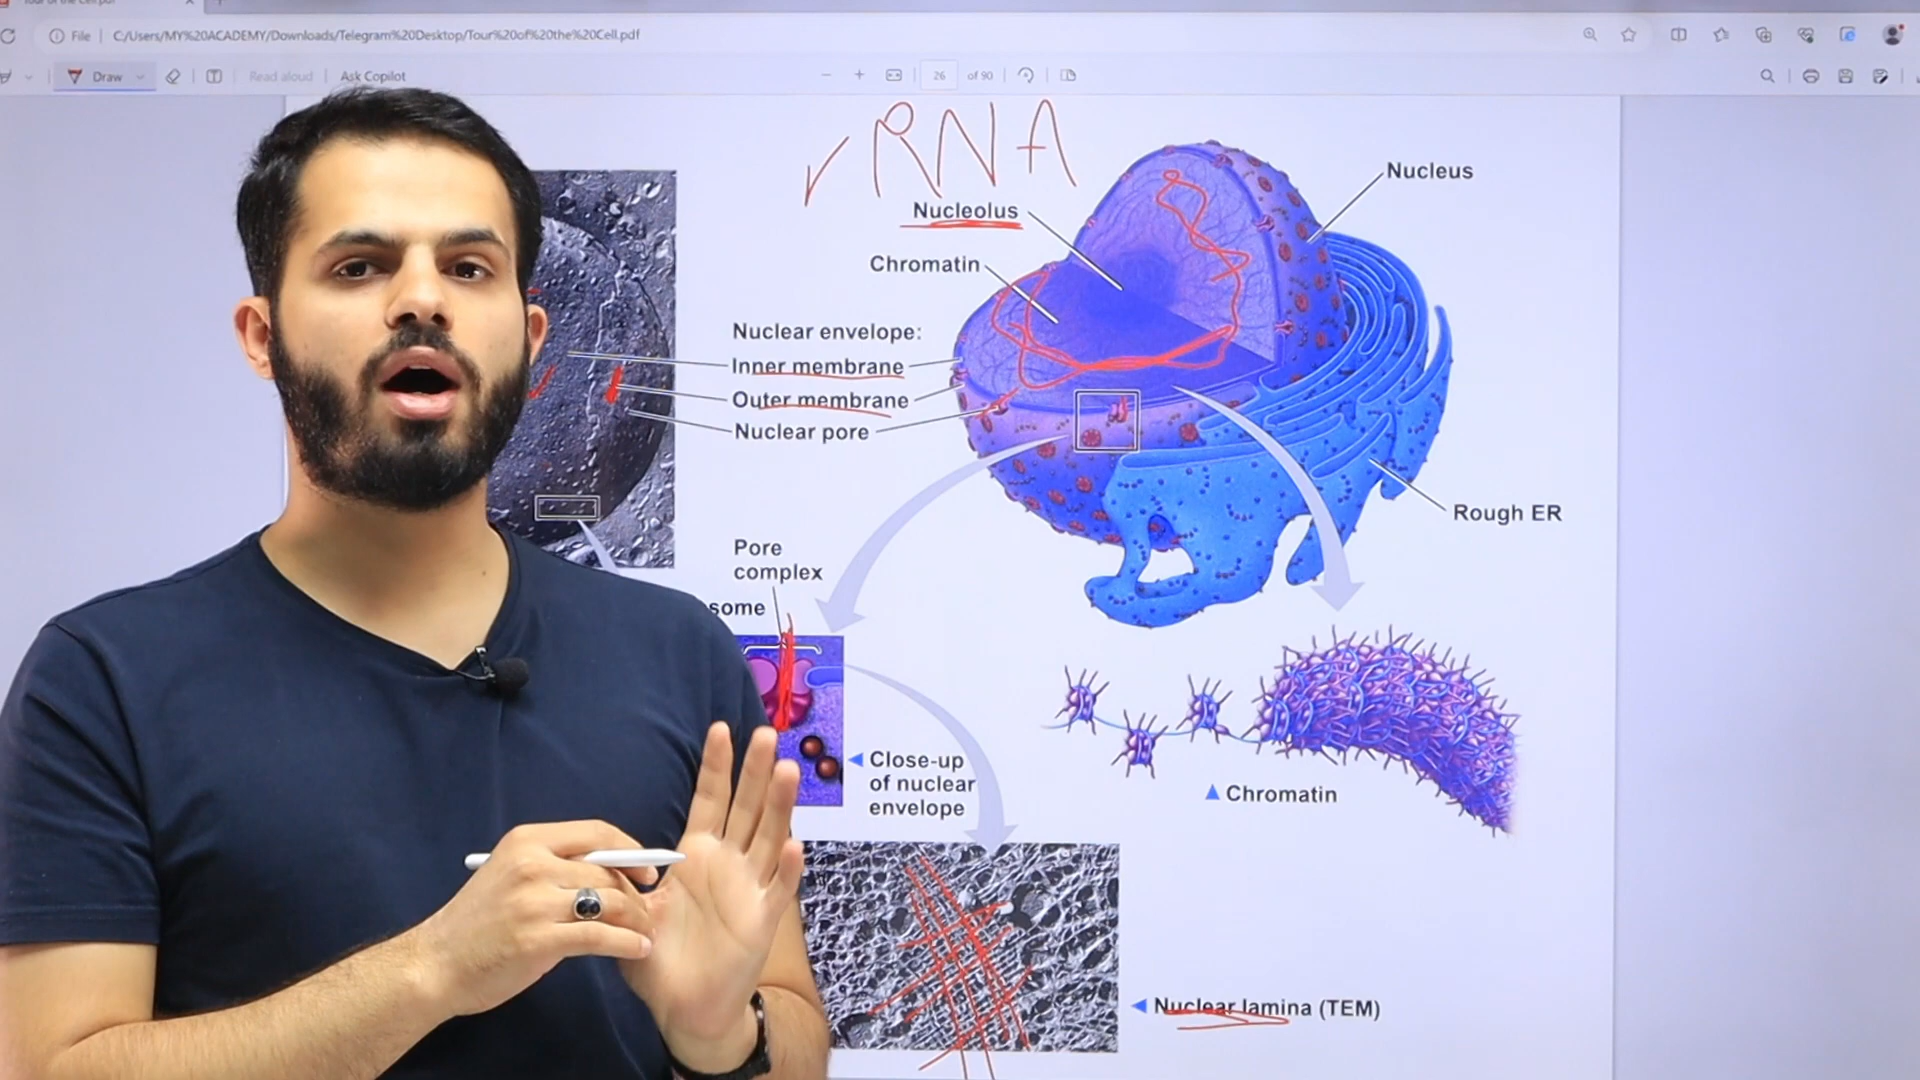 File
C:/Users/MY%20ACADEMY/Downloads/Telegram%20Desktop/Tour%20of%20the%20Cell.pdf
Draw
Read aloud
Ask Copilot
26
of 90
rRNA
Nucleolus
Nucleus
Chromatin
Nuclear envelope:
Inner membrane
Outer membrane
Nuclear pore
Rough ER
Pore
complex
some
Close-up
of nuclear
envelope
Chromatin
Nuclear lamina (TEM)